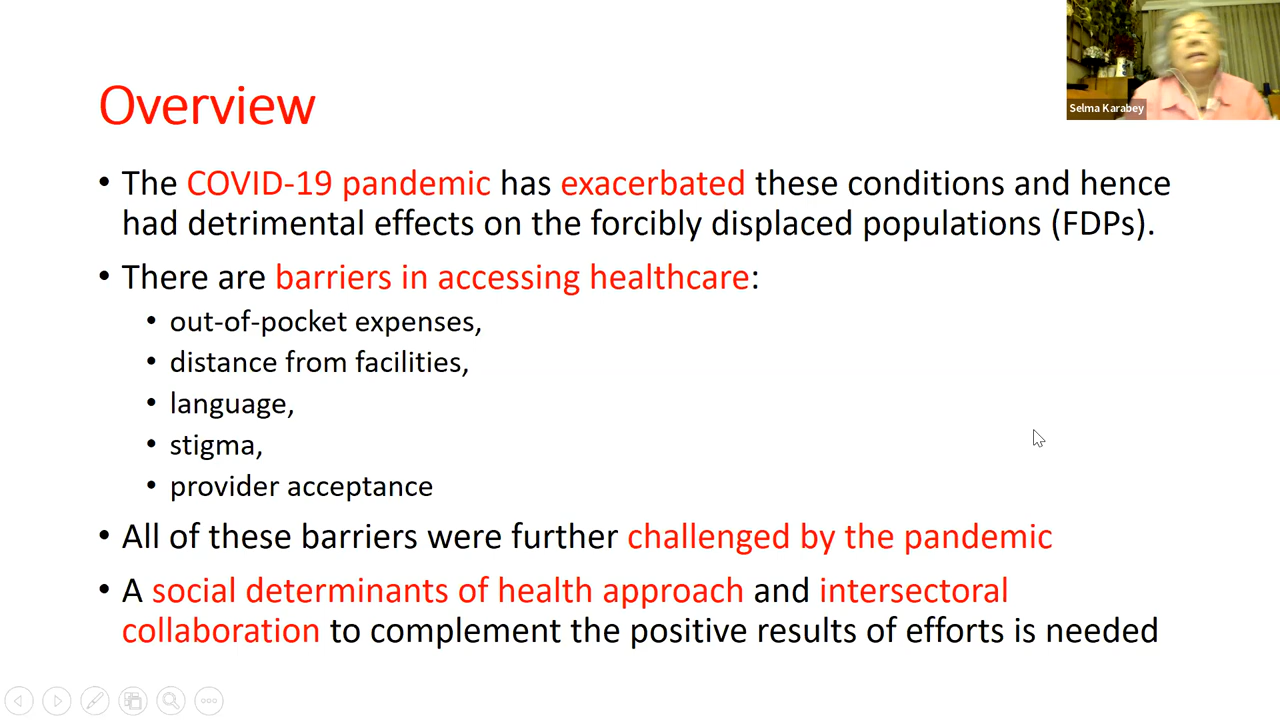 Selma Karabey
Overview
• The COVID-19 pandemic has exacerbated these conditions and hence
had detrimental effects on the forcibly displaced populations (FDPs).
• There are barriers in accessing healthcare:
• out-of-pocket expenses,
• distance from facilities,
• language,
• stigma,
• provider acceptance
• All of these barriers were further challenged by the pandemic
• A social determinants of health approach and intersectoral
collaboration to complement the positive results of efforts is needed